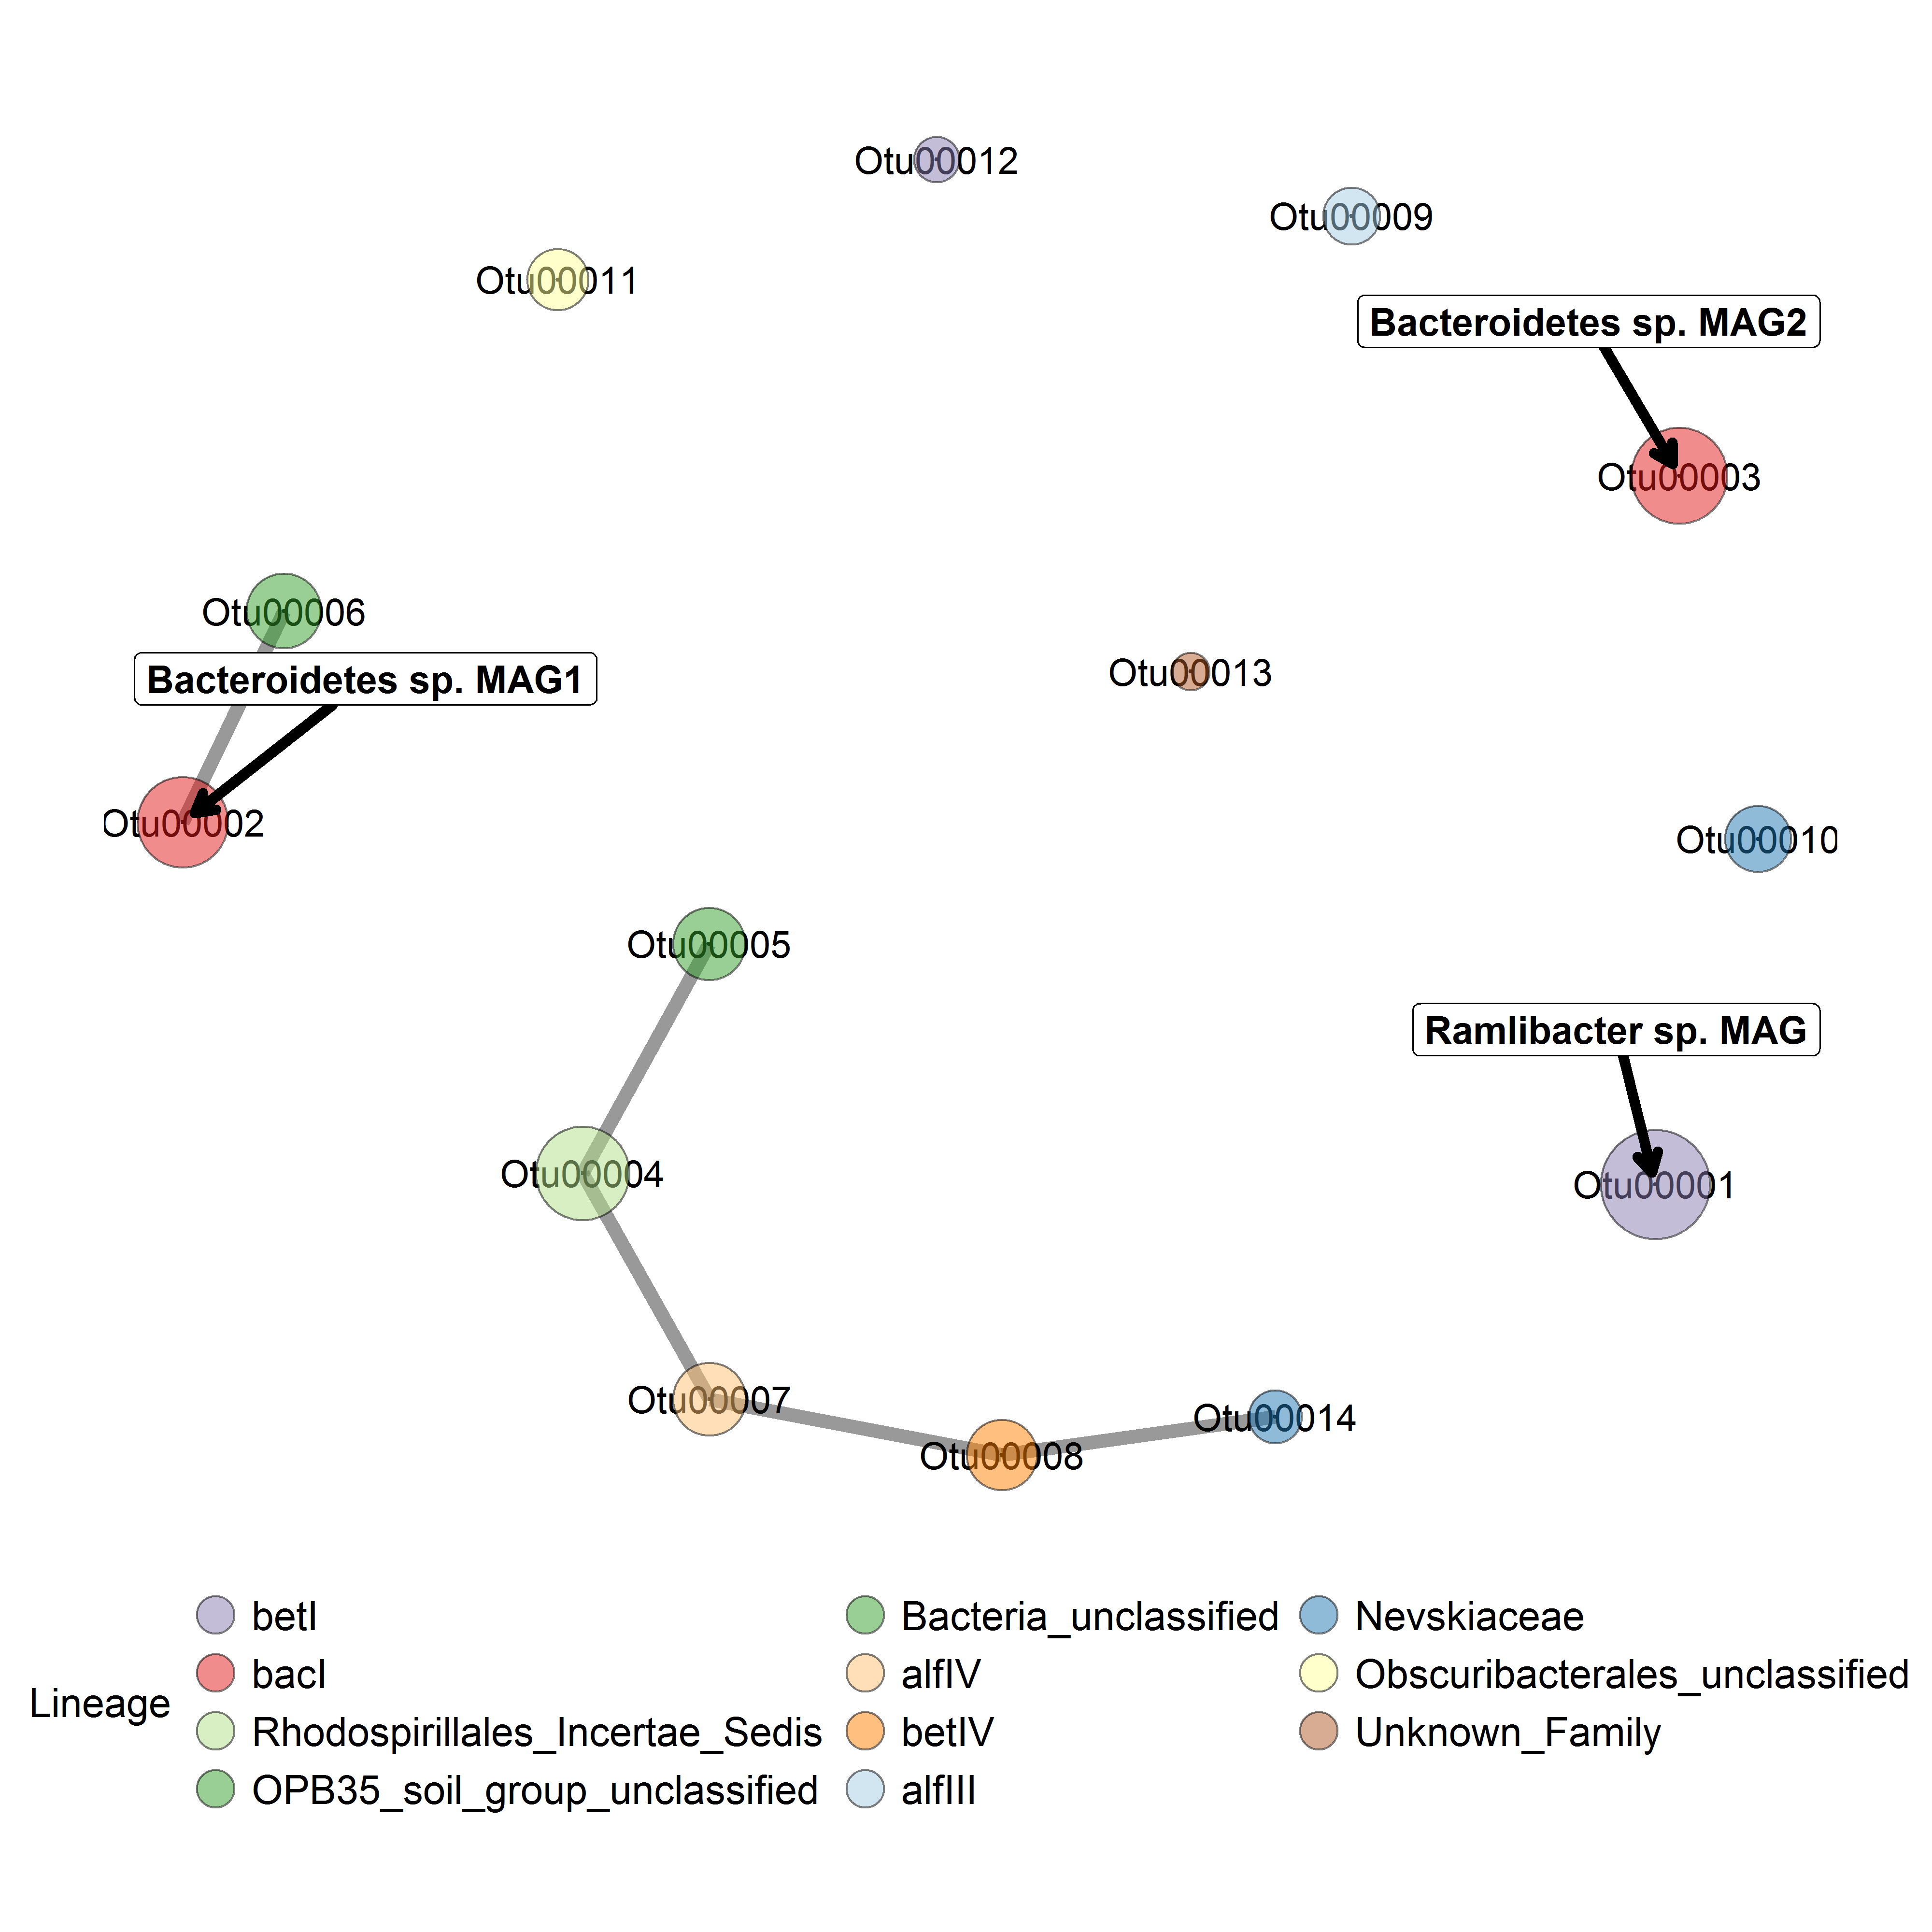 Otu00012
Otu00009
Otu00011
Bacteroidetes sp. MAG2
Otu00003
Otu00006
Bacteroidetes sp. MAG1
Otu00013
Otu00002
Otu00010
Otu00005
Ramlibacter sp. MAG
Otu00004
Otu00001
Otu00007
Otu00014
Otu00008
Lineage
betI
bacI
Rhodospirillales_Incertae_Sedis
OPB35_soil_group_unclassified
Bacteria_unclassified
alfIV
betIV
alfIII
Nevskiaceae
Obscuribacterales_unclassified
Unknown_Family